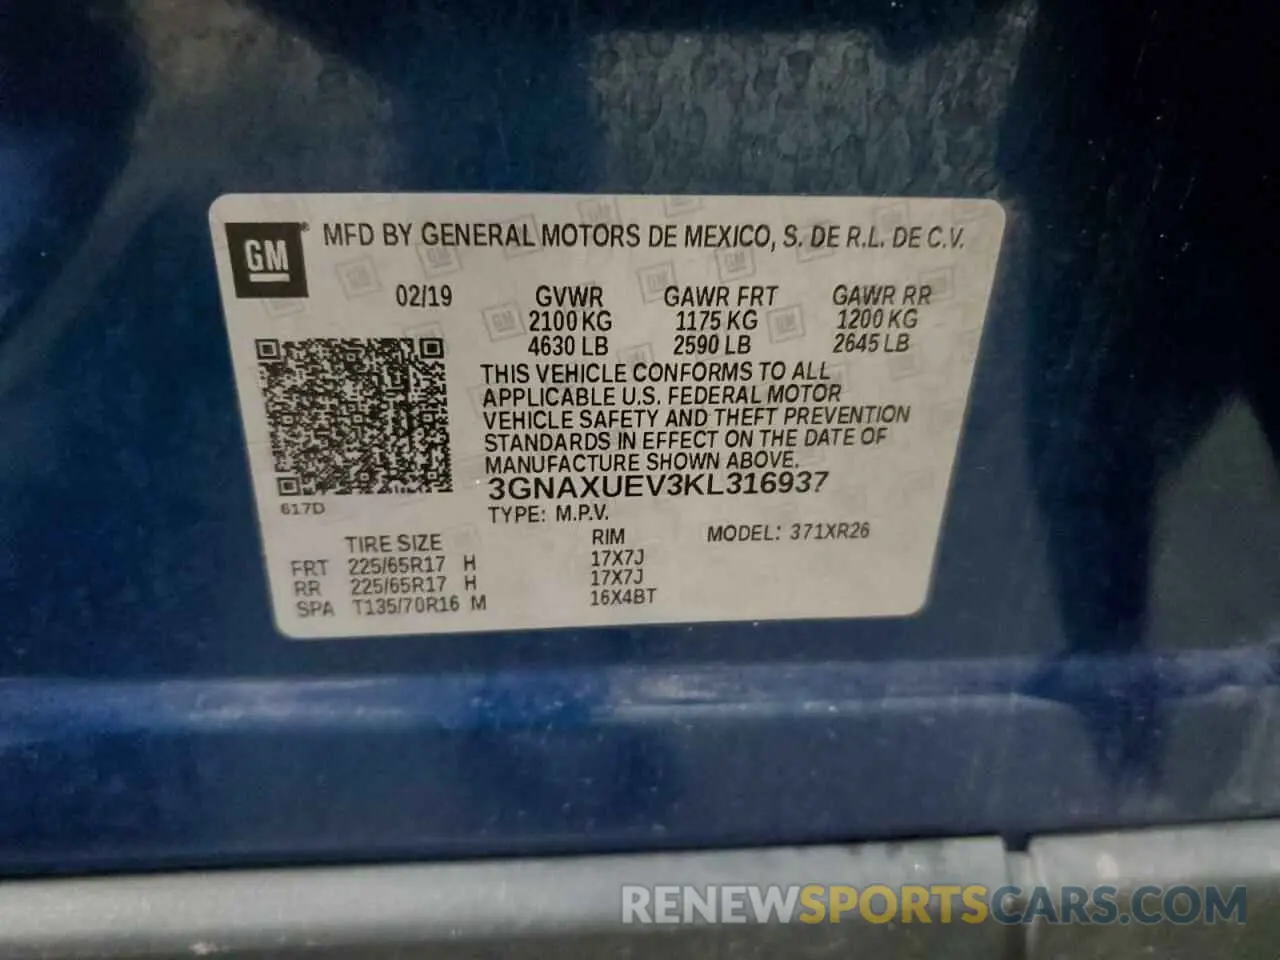 GM® MFD BY GENERAL MOTORS DE MEXICO, S. DE R.L. DE C.V.
02/19 GVWR GAWR FRT GAWR RR
2100 KG 1175 KG 1200 KG
4630 LB 2590 LB 2645 LB
THIS VEHICLE CONFORMS TO ALL
APPLICABLE U.S. FEDERAL MOTOR
VEHICLE SAFETY AND THEFT PREVENTION
STANDARDS IN EFFECT ON THE DATE OF
MANUFACTURE SHOWN ABOVE.
3GNAXUEV3KL316937
617D
TYPE: M.P.V.
TIRE SIZE RIM MODEL: 371XR26
FRT 225/65R17 H 17X7J
RR 225/65R17 H 17X7J
SPA T135/70R16 M 16X4BT
RENEWSPORTSCARS.COM